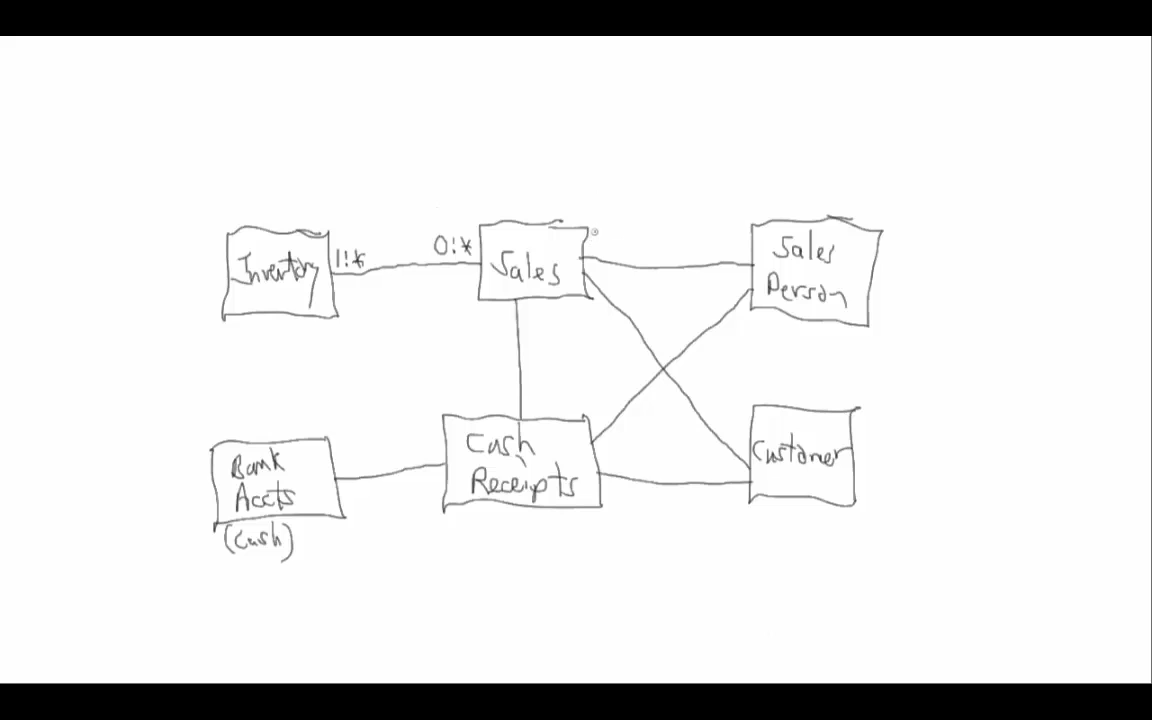 Inventory
1!*
0!*
Sales
Sales
Person
Bank
Accts
(Cash)
Cash
Receipts
Customer